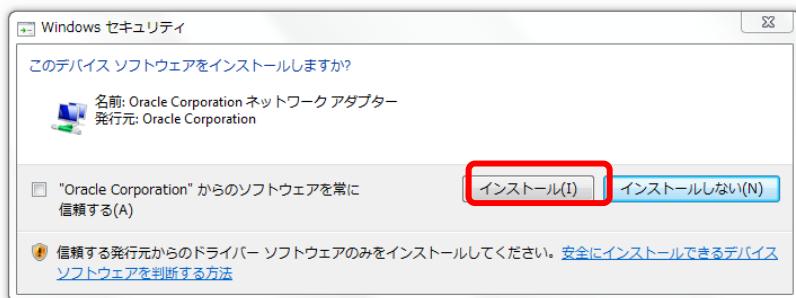 Windows セキュリティ
このデバイス ソフトウェアをインストールしますか?
名前: Oracle Corporation ネットワーク アダプター
発行元: Oracle Corporation
"Oracle Corporation" からのソフトウェアを常に
信頼する(A)
インストール(I)
インストールしない(N)
信頼する発行元からのドライバー ソフトウェアのみをインストールしてください。安全にインストールできるデバイス
ソフトウェアを判断する方法